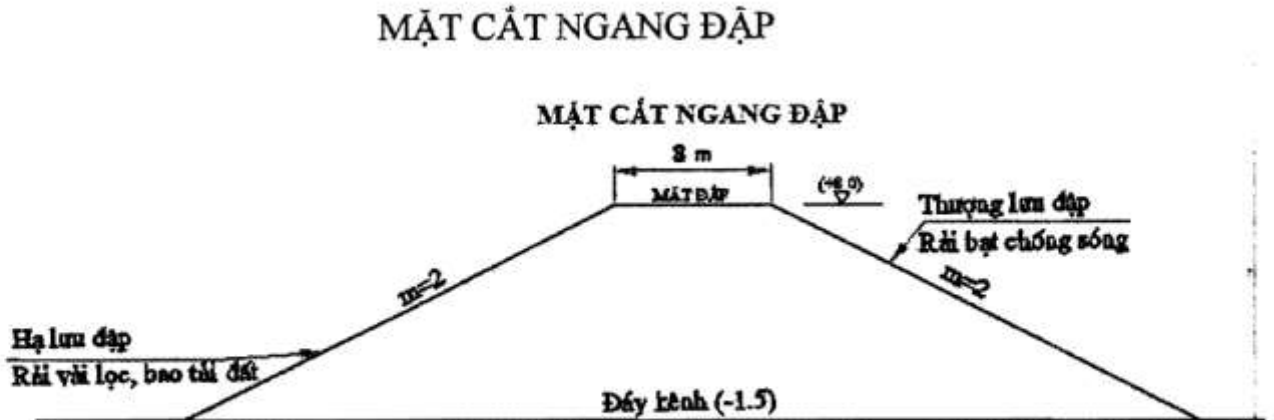 MẶT CẮT NGANG ĐẬP
MẶT CẮT NGANG ĐẬP
8 m
MẶT ĐẬP
(+8.0)
Thượng lưu đập
Rải bạt chống sóng
m=2
m=2
Hạ lưu đập
Rải vải lọc, bao tải đất
Đáy kênh (-1.5)